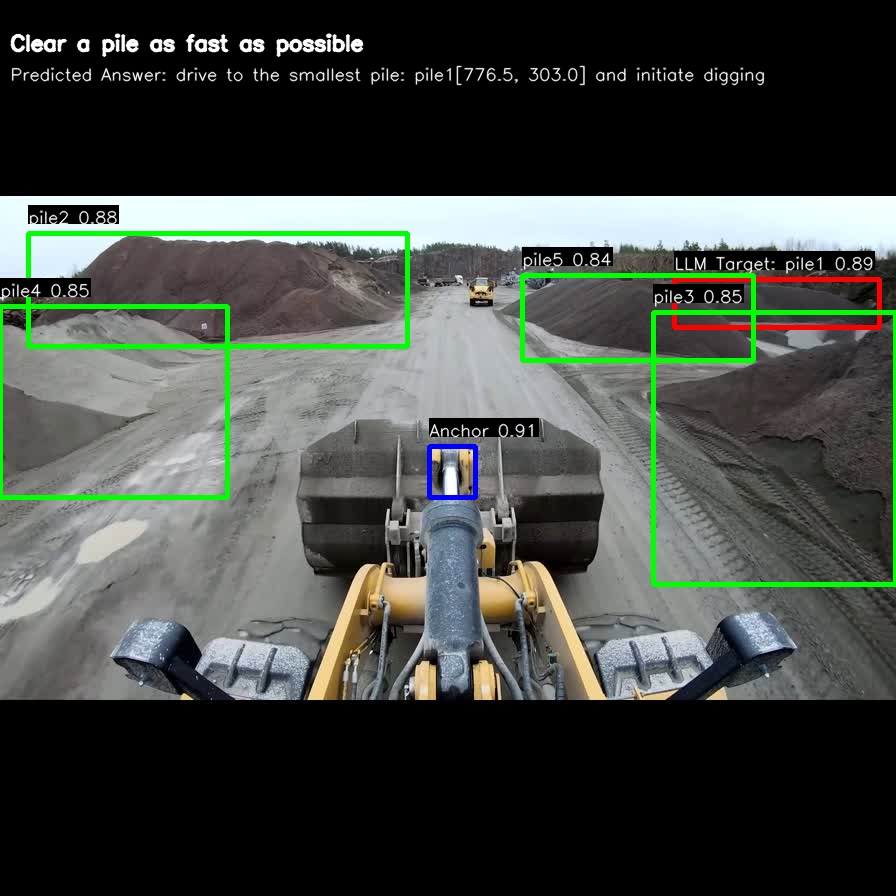 Clear a pile as fast as possible
Predicted Answer: drive to the smallest pile: pile1[776.5, 303.0] and initiate digging
pile2 0.88
pile5 0.84
LLM Target: pile1 0.89
pile4 0.85
pile3 0.85
Anchor 0.91